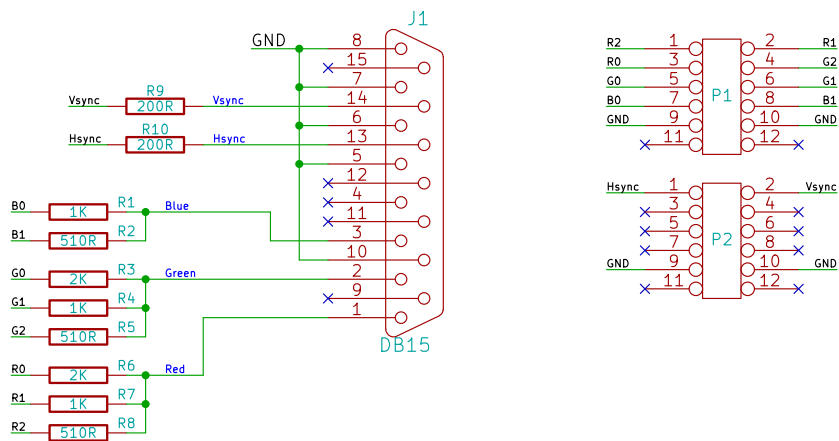 J1
GND
8
15
7
14
6
13
5
12
4
11
3
10
2
9
1
DB15
R9
Vsync 200R Vsync
R10
Hsync 200R Hsync
B0 1K R1 Blue
B1 510R R2
G0 2K R3 Green
G1 1K R4
G2 510R R5
R0 2K R6 Red
R1 1K R7
R2 510R R8
R2 1 2 R1
R0 3 4 G2
G0 5 6 G1
P1
B0 7 8 B1
GND 9 10 GND
11 12
Hsync 1 2 Vsync
3 4
5 6
P2
7 8
GND 9 10 GND
11 12